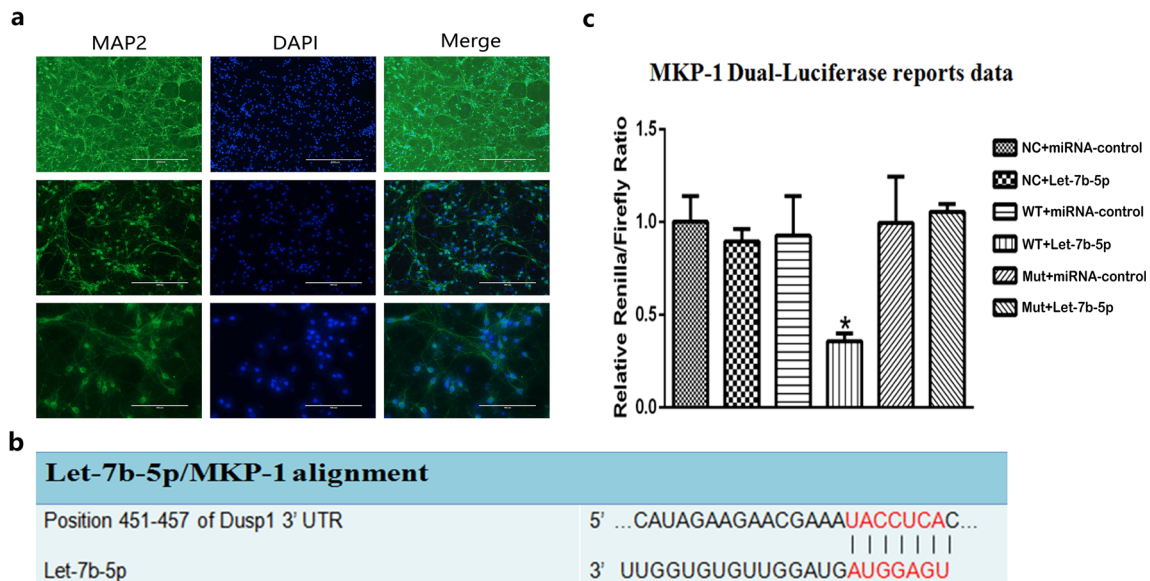 a
MAP2 DAPI Merge
c
MKP-1 Dual-Luciferase reports data
Relative Renilla/Firefly Ratio
1.5
1.0
0.5
0.0
*
NC+miRNA-control
NC+Let-7b-5p
WT+miRNA-control
WT+Let-7b-5p
Mut+miRNA-control
Mut+Let-7b-5p
b
Let-7b-5p/MKP-1 alignment
Position 451-457 of Dusp1 3’ UTR 5’ ...CAUAGAAGAACGAAAUACCUCAC...
Let-7b-5p 3’ UUGGUGUGUUGGAUGAUGGAGU